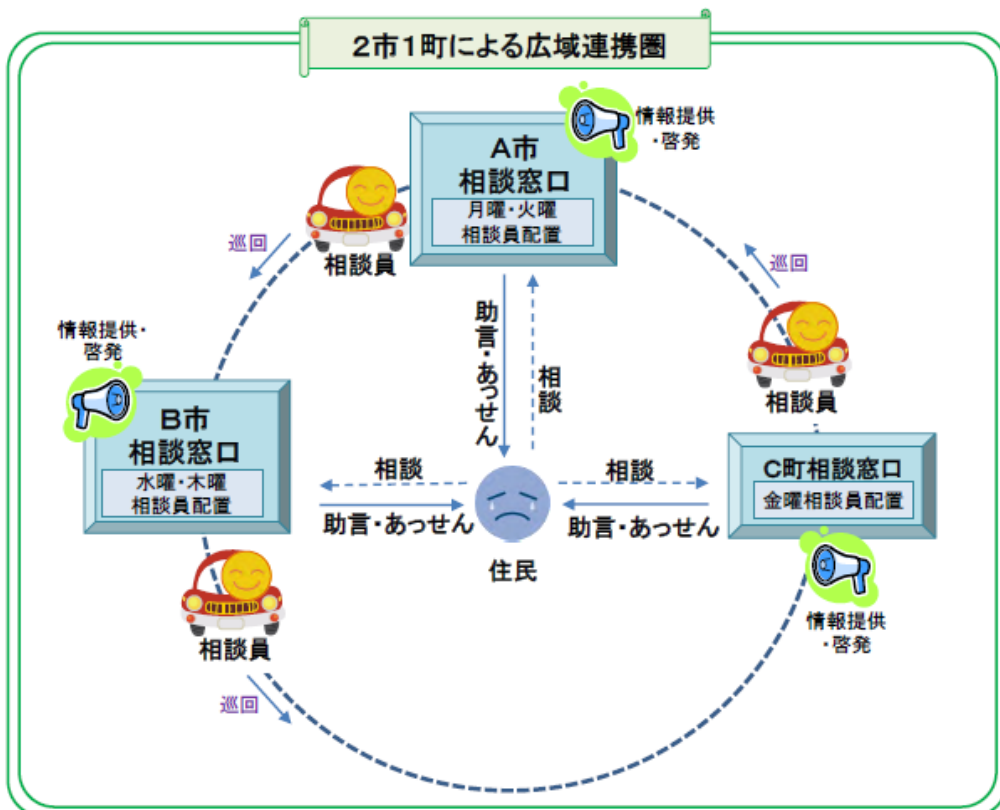 2市1町による広域連携圏
情報提供
・啓発
A市
相談窓口
月曜・火曜
相談員配置
巡回
相談員
巡回
相談員
情報提供・
啓発
B市
相談窓口
水曜・木曜
相談員配置
助言・あっせん
相談
C町相談窓口
金曜相談員配置
相談
助言・あっせん
相談
助言・あっせん
住民
相談員
巡回
情報提供
・啓発